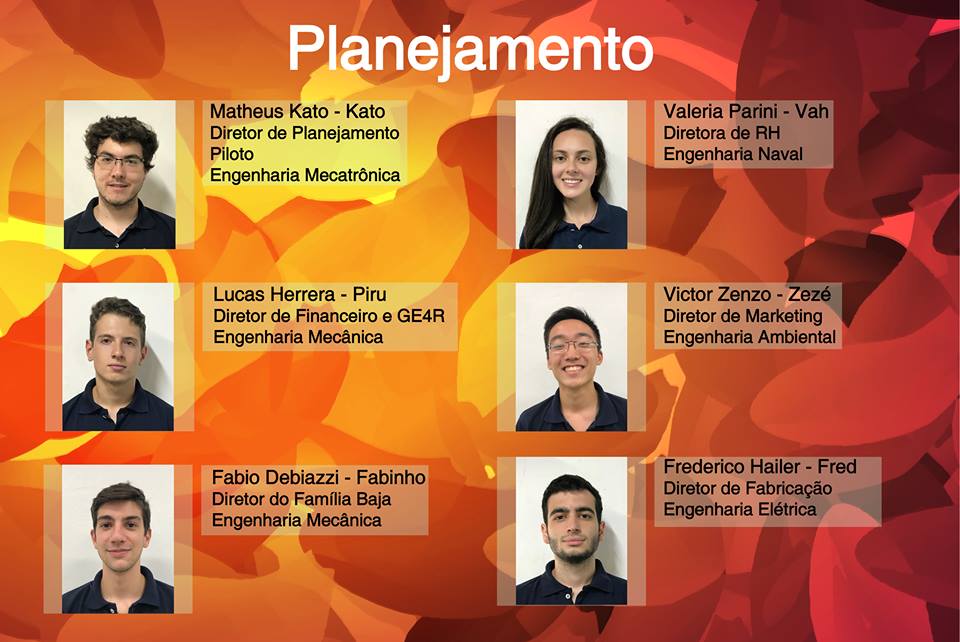 Planejamento
Matheus Kato - Kato
Diretor de Planejamento
Piloto
Engenharia Mecatrônica
Valeria Parini - Vah
Diretora de RH
Engenharia Naval
Lucas Herrera - Piru
Diretor de Financeiro e GE4R
Engenharia Mecânica
Victor Zenzo - Zezé
Diretor de Marketing
Engenharia Ambiental
Fabio Debiazzi - Fabinho
Diretor do Família Baja
Engenharia Mecânica
Frederico Hailer - Fred
Diretor de Fabricação
Engenharia Elétrica